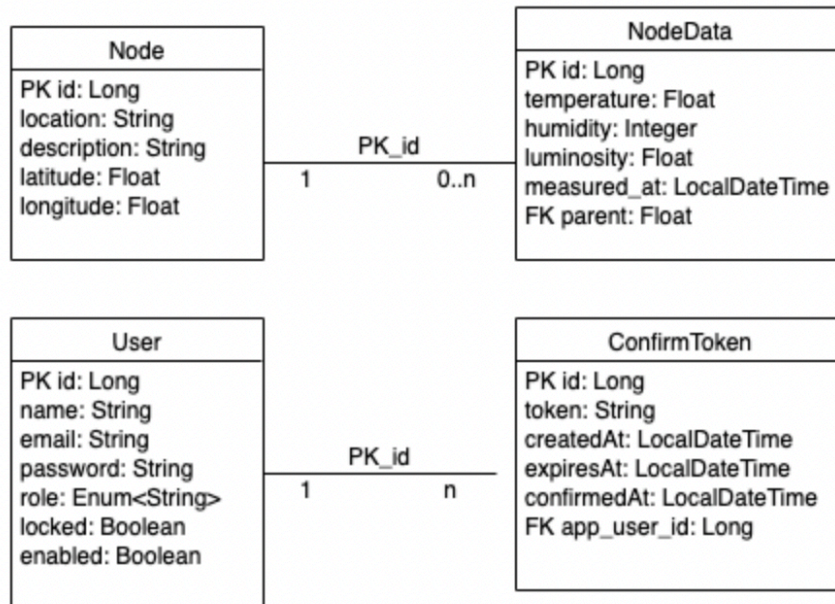 Node
PK id: Long
location: String
description: String
latitude: Float
longitude: Float
PK_id
1
0..n
NodeData
PK id: Long
temperature: Float
humidity: Integer
luminosity: Float
measured_at: LocalDateTime
FK parent: Float
User
PK id: Long
name: String
email: String
password: String
role: Enum<String>
locked: Boolean
enabled: Boolean
PK_id
1
n
ConfirmToken
PK id: Long
token: String
createdAt: LocalDateTime
expiresAt: LocalDateTime
confirmedAt: LocalDateTime
FK app_user_id: Long